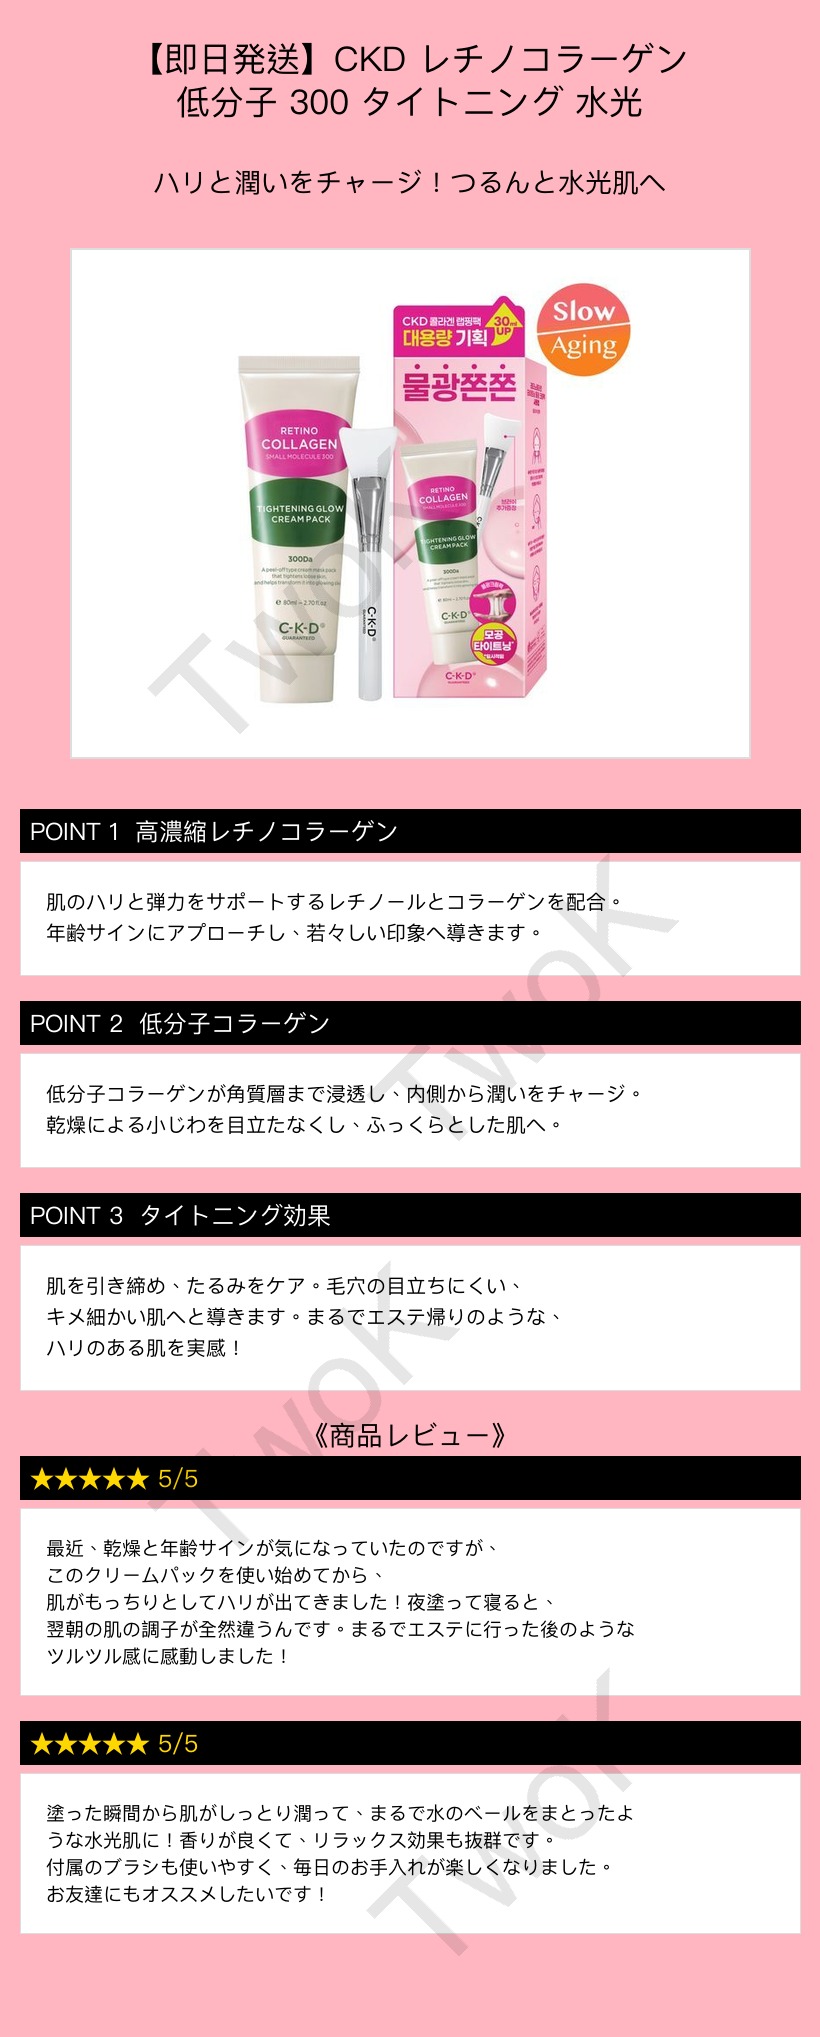 【即日発送】CKD レチノコラーゲン
低分子 300 タイトニング 水光
ハリと潤いをチャージ！つるんと水光肌へ
Slow
Aging
CKD 콜라겐 랩핑팩
대용량 기획
30ml
UP
물광쫀쫀
RETINO
COLLAGEN
SMALL MOLECULE 300
TIGHTENING GLOW
CREAM PACK
300Da
A peel-off type cream mask pack
that tightens loose skin,
and helps transform it into glowing skin
℮ 80ml – 2.70 fl.oz
C·K·D®
GUARANTEED
C·K·D®
GUARANTEED
RETINO
COLLAGEN
SMALL MOLECULE 300
TIGHTENING GLOW
CREAM PACK
300Da
모공
타이트닝
C·K·D®
TwoK
POINT 1 高濃縮レチノコラーゲン
肌のハリと弾力をサポートするレチノールとコラーゲンを配合。
年齢サインにアプローチし、若々しい印象へ導きます。
TwoK
POINT 2 低分子コラーゲン
低分子コラーゲンが角質層まで浸透し、内側から潤いをチャージ。
乾燥による小じわを目立たなくし、ふっくらとした肌へ。
POINT 3 タイトニング効果
肌を引き締め、たるみをケア。毛穴の目立ちにくい、
キメ細かい肌へと導きます。まるでエステ帰りのような、
ハリのある肌を実感！
TwoK
《商品レビュー》
★★★★★ 5/5
最近、乾燥と年齢サインが気になっていたのですが、
このクリームパックを使い始めてから、
肌がもっちりとしてハリが出てきました！夜塗って寝ると、
翌朝の肌の調子が全然違うんです。まるでエステに行った後のような
ツルツル感に感動しました！
★★★★★ 5/5
塗った瞬間から肌がしっとり潤って、まるで水のベールをまとったよ
うな水光肌に！香りが良くて、リラックス効果も抜群です。
付属のブラシも使いやすく、毎日のお手入れが楽しくなりました。
お友達にもオススメしたいです！
TwoK